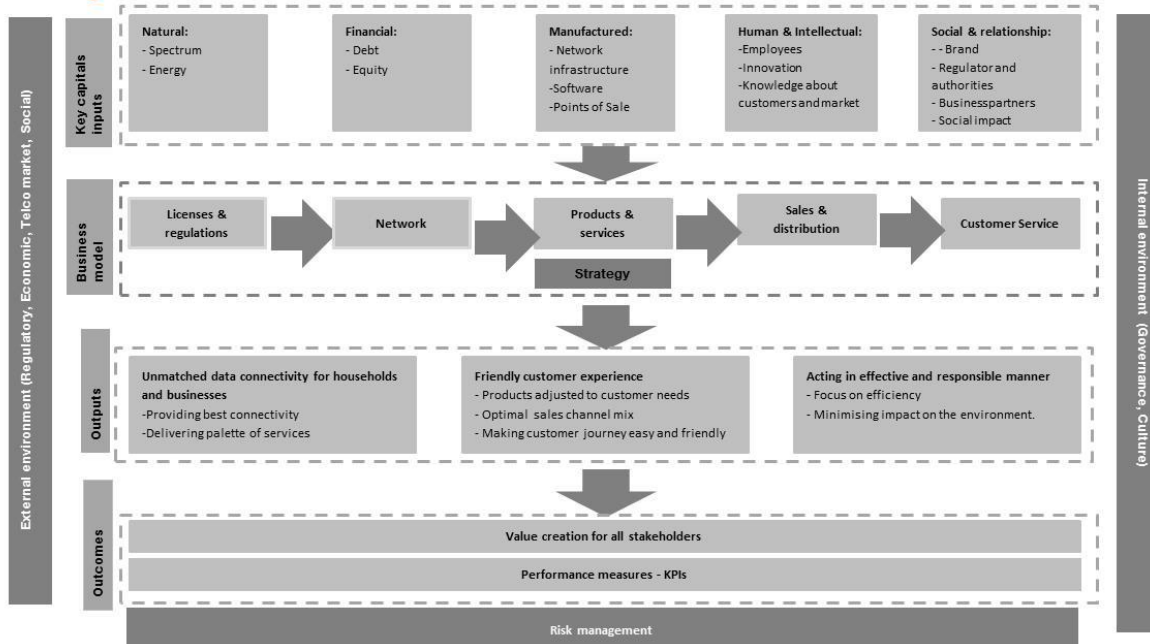 External environment (Regulatory, Economic, Telco market, Social)
Key capitals
inputs
Natural:
- Spectrum
- Energy
Financial:
- Debt
- Equity
Manufactured:
- Network
infrastructure
- Software
- Points of Sale
Human & Intellectual:
-Employees
- Innovation
-Knowledge about
customers and market
Social & relationship:
- - Brand
- Regulator and
authorities
- Businesspartners
- Social impact
Business
model
Licenses &
regulations
Network
Products &
services
Sales &
distribution
Customer Service
Strategy
Outputs
Unmatched data connectivity for households
and businesses
-Providing best connectivity
-Delivering palette of services
Friendly customer experience
- Products adjusted to customer needs
- Optimal sales channel mix
- Making customer journey easy and friendly
Acting in effective and responsible manner
- Focus on efficiency
- Minimising impact on the environment.
Outcomes
Value creation for all stakeholders
Performance measures - KPIs
Risk management
Internal environment (Governance, Culture)